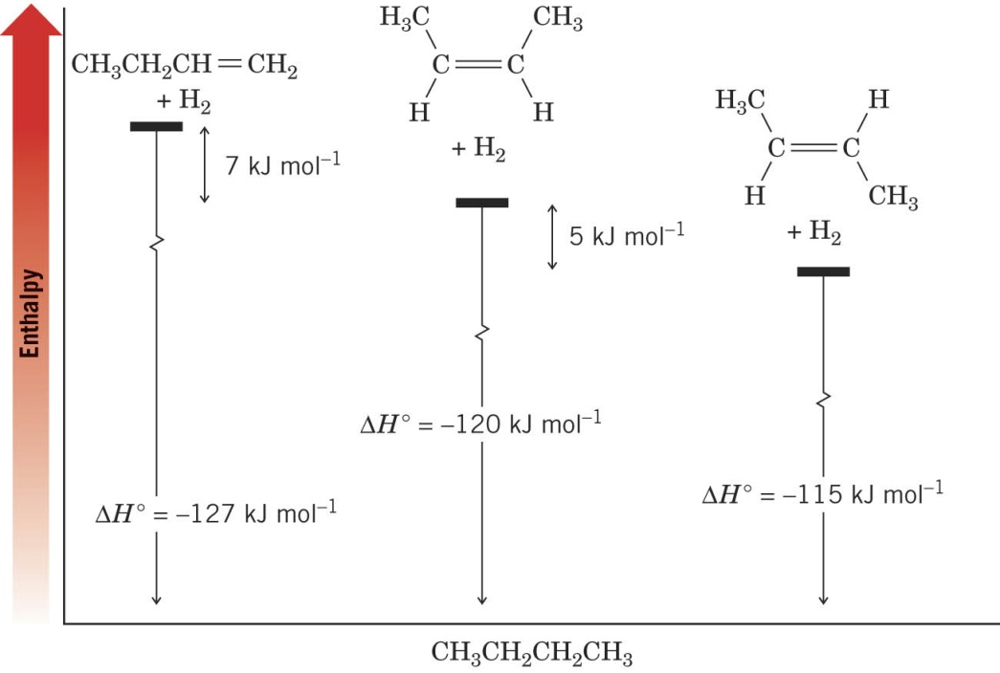 Enthalpy
CH₃CH₂CH=CH₂
+ H₂
7 kJ mol⁻¹
ΔH° = –127 kJ mol⁻¹
H₃C CH₃
C=C
H H
+ H₂
5 kJ mol⁻¹
ΔH° = –120 kJ mol⁻¹
H₃C H
C=C
H CH₃
+ H₂
ΔH° = –115 kJ mol⁻¹
CH₃CH₂CH₂CH₃